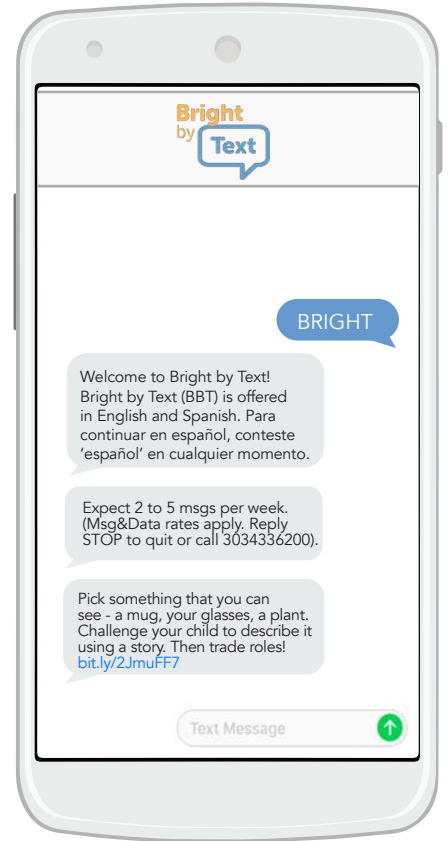 Bright
by
Text
BRIGHT
Welcome to Bright by Text!
Bright by Text (BBT) is offered
in English and Spanish. Para
continuar en español, conteste
‘español’ en cualquier momento.
Expect 2 to 5 msgs per week.
(Msg&Data rates apply. Reply
STOP to quit or call 3034336200).
Pick something that you can
see - a mug, your glasses, a plant.
Challenge your child to describe it
using a story. Then trade roles!
bit.ly/2JmuFF7
Text Message